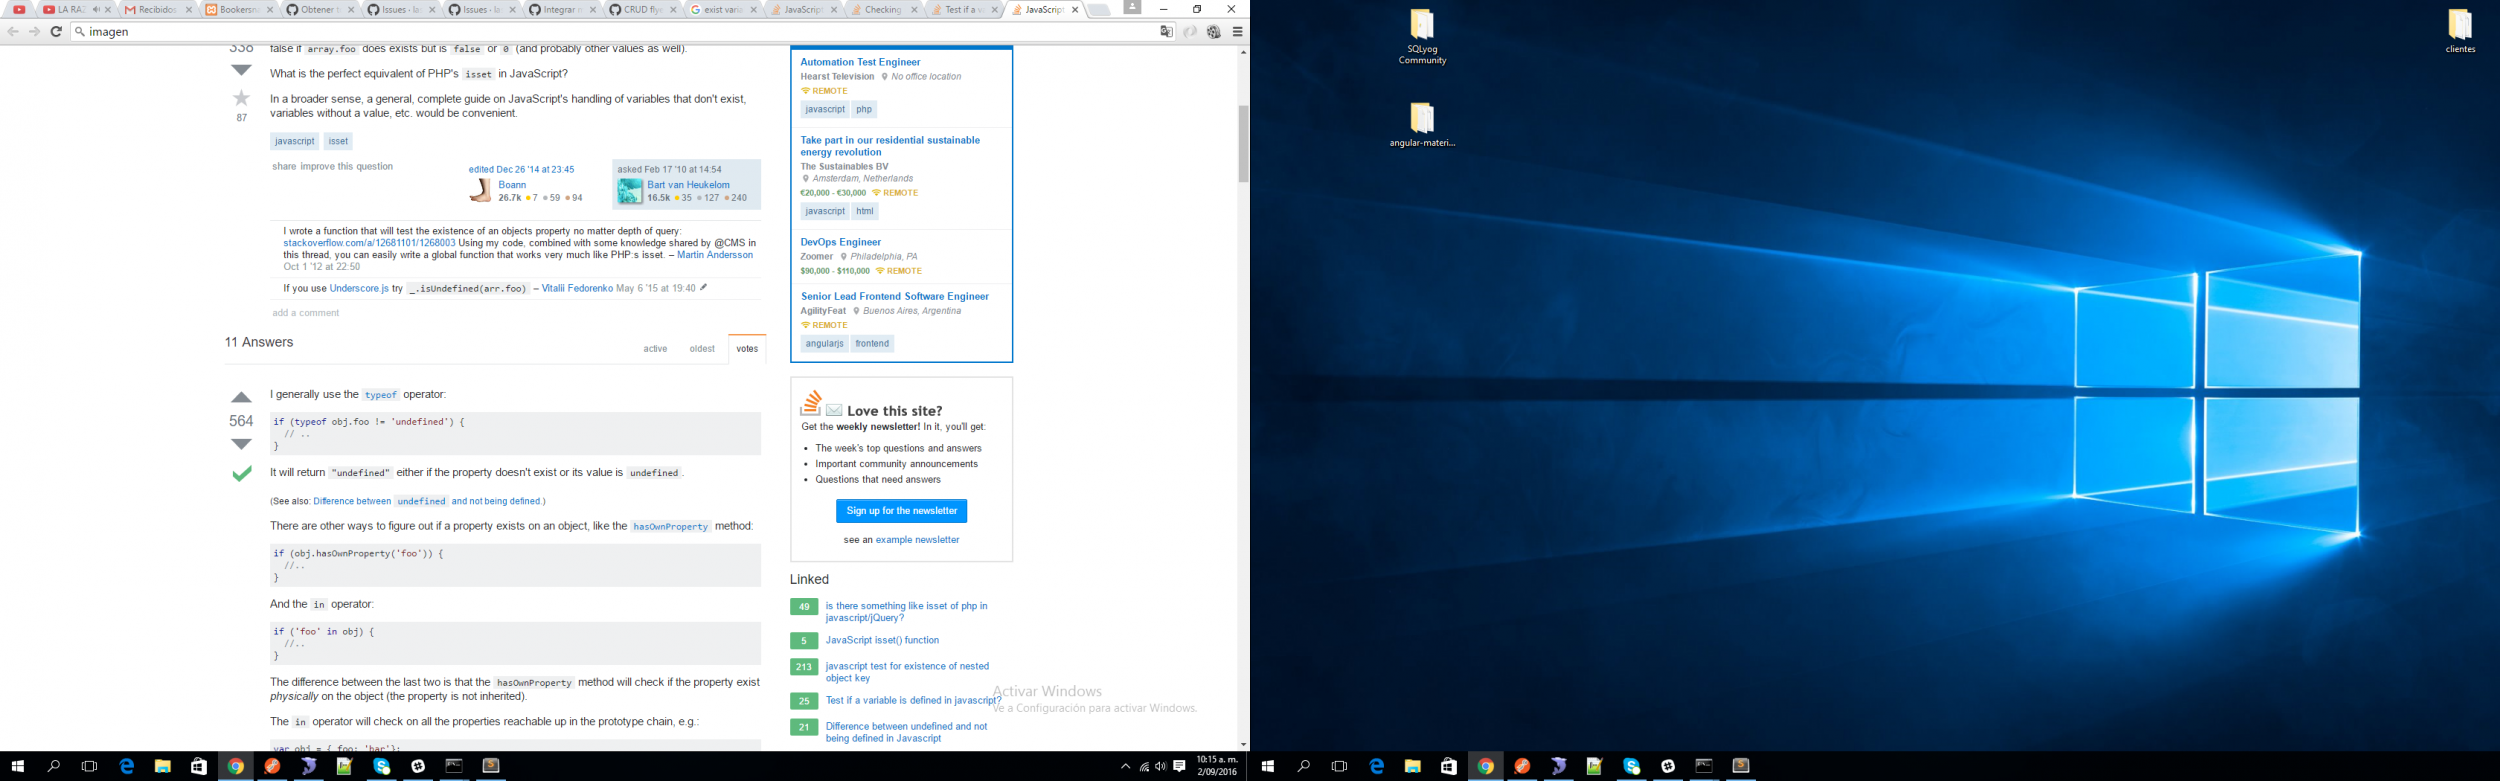 LA RAZ
Recibidos
Bookersna
Obtener t
Issues · la
Issues · la
Integrar n
CRUD flye
exist varia
JavaScript
Checking
Test if a va
JavaScript
imagen
338
false if array.foo does exists but is false or 0 (and probably other values as well).
What is the perfect equivalent of PHP's isset in JavaScript?
In a broader sense, a general, complete guide on JavaScript's handling of variables that don't exist,
variables without a value, etc. would be convenient.
87
javascript isset
share improve this question
edited Dec 26 '14 at 23:45
Boann
26.7k 7 59 94
asked Feb 17 '10 at 14:54
Bart van Heukelom
16.5k 35 127 240
I wrote a function that will test the existence of an objects property no matter depth of query:
stackoverflow.com/a/12681101/1268003 Using my code, combined with some knowledge shared by @CMS in
this thread, you can easily write a global function that works very much like PHP:s isset. – Martin Andersson
Oct 1 '12 at 22:50
If you use Underscore.js try _.isUndefined(arr.foo) – Vitalii Fedorenko May 6 '15 at 19:40
add a comment
11 Answers
active oldest votes
564
I generally use the typeof operator:
if (typeof obj.foo != 'undefined') {
// ..
}
It will return "undefined" either if the property doesn't exist or its value is undefined.
(See also: Difference between undefined and not being defined.)
There are other ways to figure out if a property exists on an object, like the hasOwnProperty method:
if (obj.hasOwnProperty('foo')) {
//..
}
And the in operator:
if ('foo' in obj) {
//..
}
The difference between the last two is that the hasOwnProperty method will check if the property exist
physically on the object (the property is not inherited).
The in operator will check on all the properties reachable up in the prototype chain, e.g.:
var obj = { foo: 'bar'};
Automation Test Engineer
Hearst Television No office location
REMOTE
javascript php
Take part in our residential sustainable
energy revolution
The Sustainables BV
Amsterdam, Netherlands
€20,000 - €30,000 REMOTE
javascript html
DevOps Engineer
Zoomer Philadelphia, PA
$90,000 - $110,000 REMOTE
Senior Lead Frontend Software Engineer
AgilityFeat Buenos Aires, Argentina
REMOTE
angularjs frontend
Love this site?
Get the weekly newsletter! In it, you'll get:
• The week's top questions and answers
• Important community announcements
• Questions that need answers
Sign up for the newsletter
see an example newsletter
Linked
49 is there something like isset of php in
javascript/jQuery?
5 JavaScript isset() function
213 javascript test for existence of nested
object key
25 Test if a variable is defined in javascript?
21 Difference between undefined and not
being defined in Javascript
Activar Windows
Ve a Configuración para activar Windows.
10:15 a. m.
2/09/2016
SQLyog
Community
angular-materi...
clientes